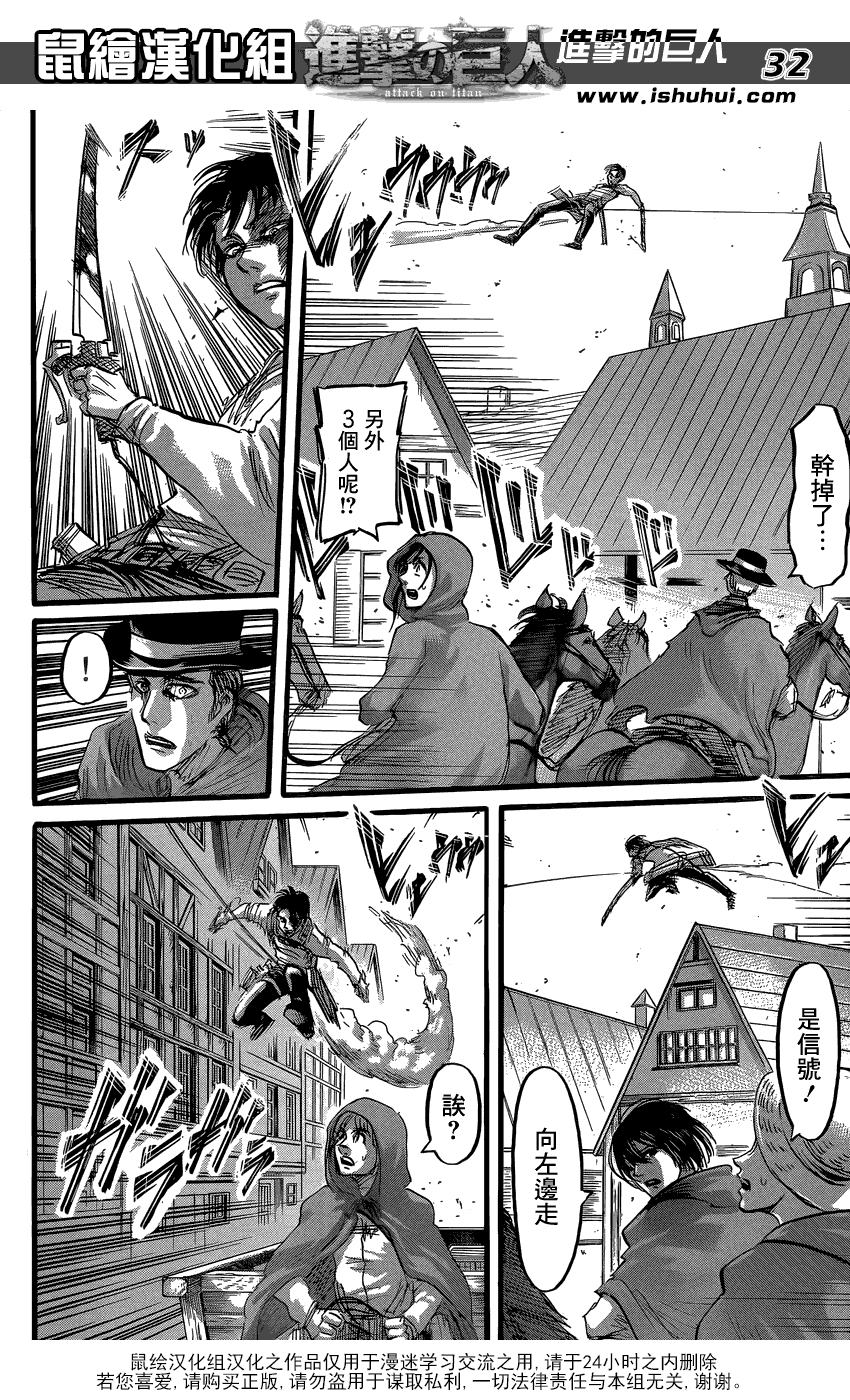 鼠繪漢化組
進撃の巨人
attack on titan
進擊的巨人
32
www.ishuhui.com
幹掉了…
另外
3個人呢!?
!
是信號!
向左邊走
誒?
鼠绘汉化组汉化之作品仅用于漫迷学习交流之用, 请于24小时之内删除
若您喜爱, 请购买正版, 请勿盗用于谋取私利, 一切法律责任与本组无关, 谢谢.